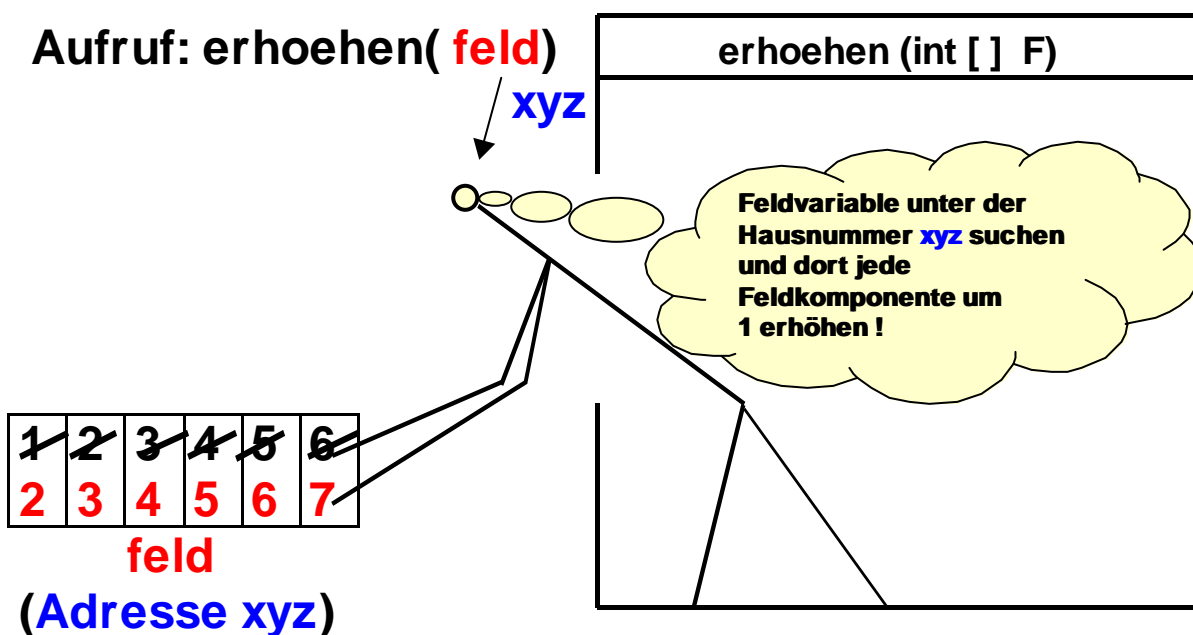 Aufruf: erhoehen( feld)
xyz
erhoehen (int [ ] F)
Feldvariable unter der
Hausnummer xyz suchen
und dort jede
Feldkomponente um
1 erhöhen !
1 2 3 4 5 6
2 3 4 5 6 7
feld
(Adresse xyz)